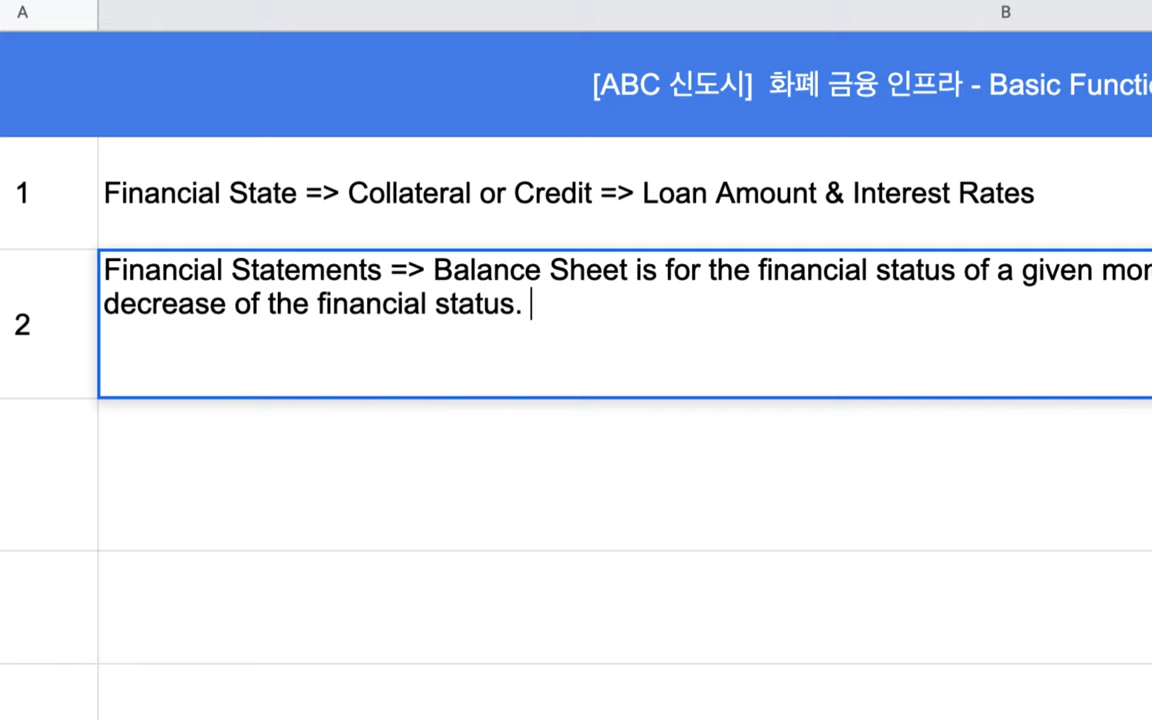 A
B
[ABC 신도시] 화폐 금융 인프라 - Basic
1
Financial State => Collateral or Credit => Loan Amount & Interest Rates
2
Financial Statements => Balance Sheet is for the financial status of a given
decrease of the financial status.